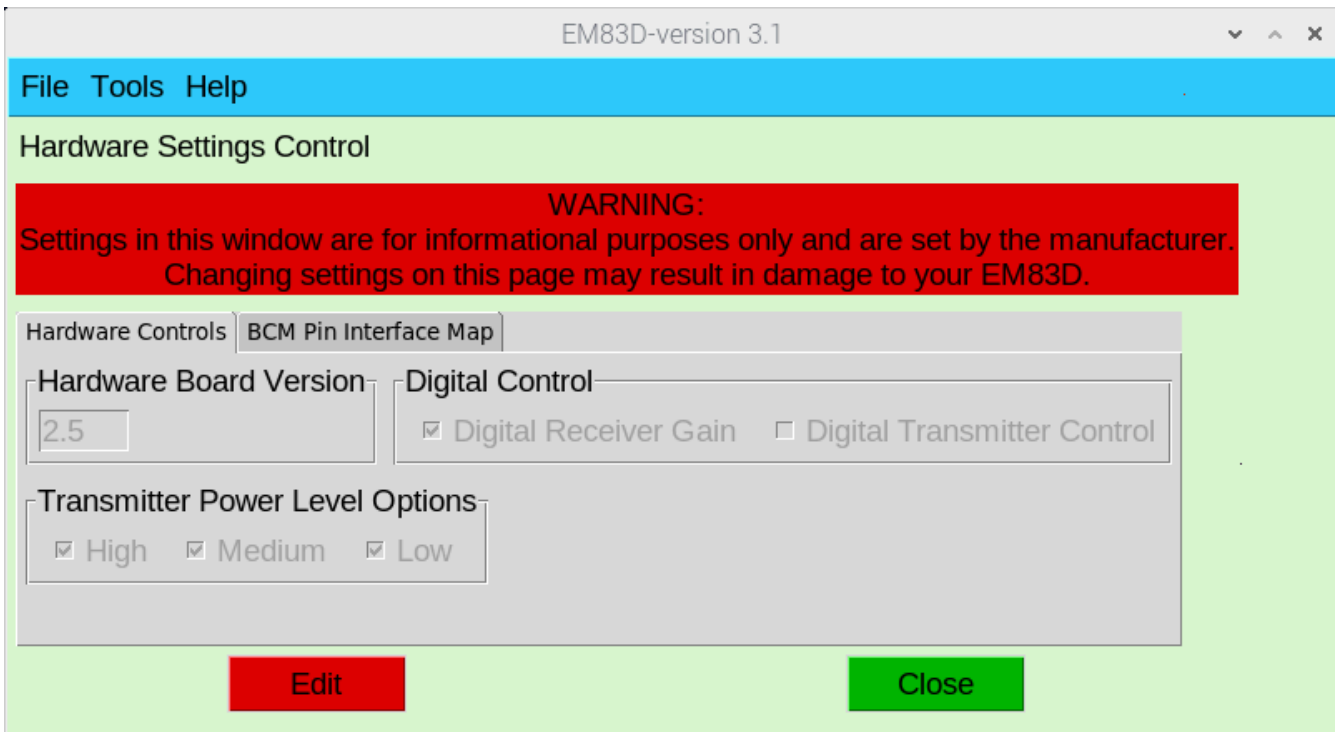 EM83D-version 3.1
File Tools Help
Hardware Settings Control
WARNING:
Settings in this window are for informational purposes only and are set by the manufacturer.
Changing settings on this page may result in damage to your EM83D.
Hardware Controls BCM Pin Interface Map
Hardware Board Version Digital Control
2.5 Digital Receiver Gain Digital Transmitter Control
Transmitter Power Level Options
High Medium Low
Edit Close